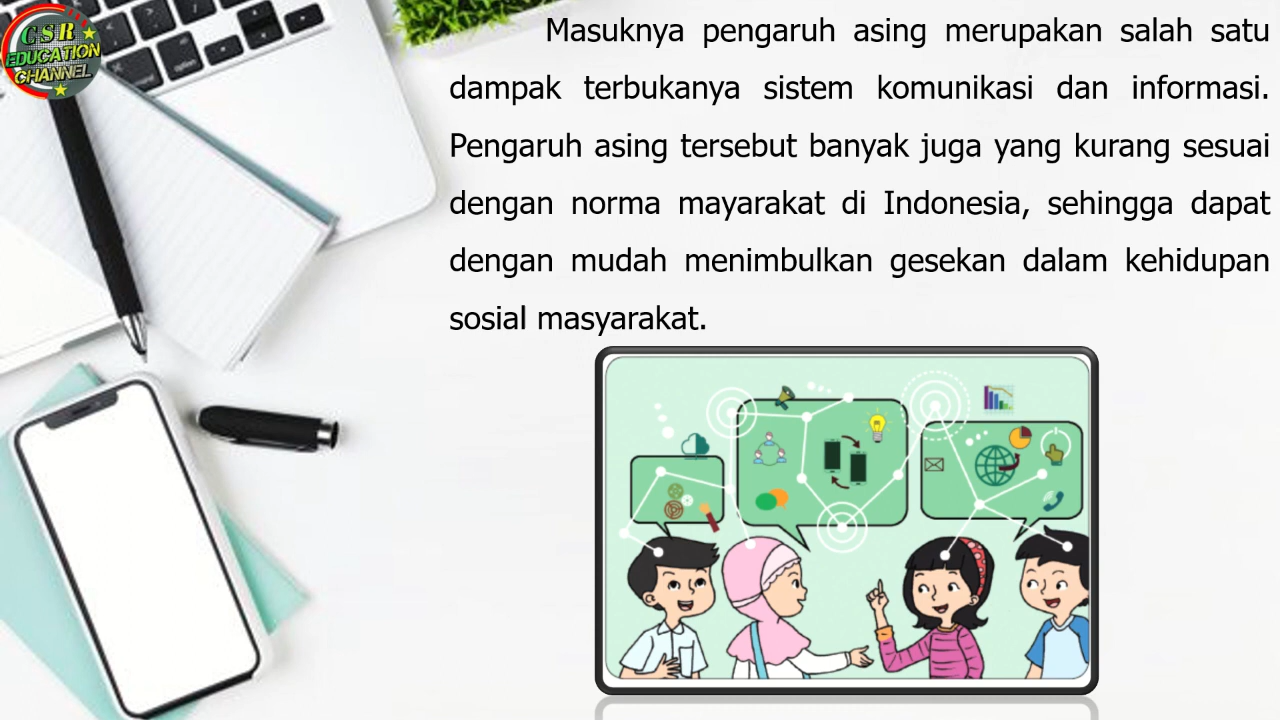 CSR
EDUCATION
CHANNEL
option
Masuknya pengaruh asing merupakan salah satu
dampak terbukanya sistem komunikasi dan informasi.
Pengaruh asing tersebut banyak juga yang kurang sesuai
dengan norma mayarakat di Indonesia, sehingga dapat
dengan mudah menimbulkan gesekan dalam kehidupan
sosial masyarakat.